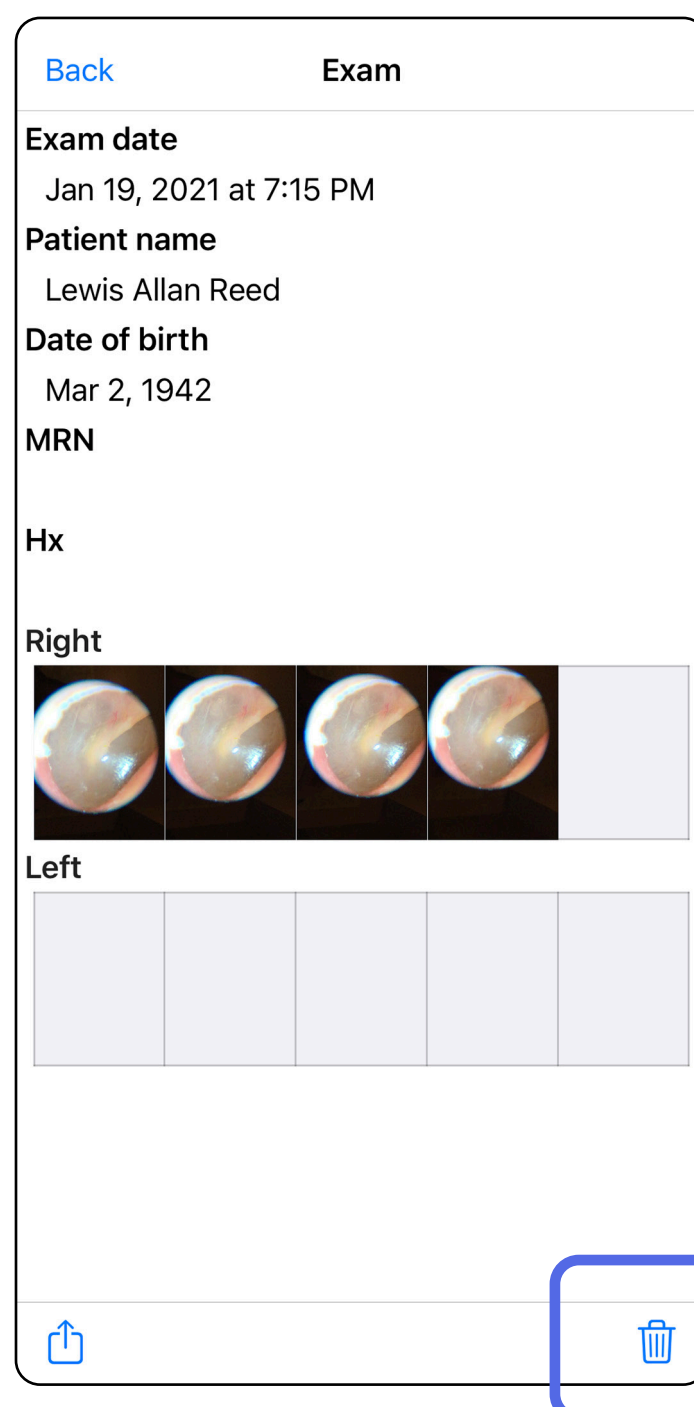 Back Exam
Exam date
Jan 19, 2021 at 7:15 PM
Patient name
Lewis Allan Reed
Date of birth
Mar 2, 1942
MRN
Hx
Right
Left